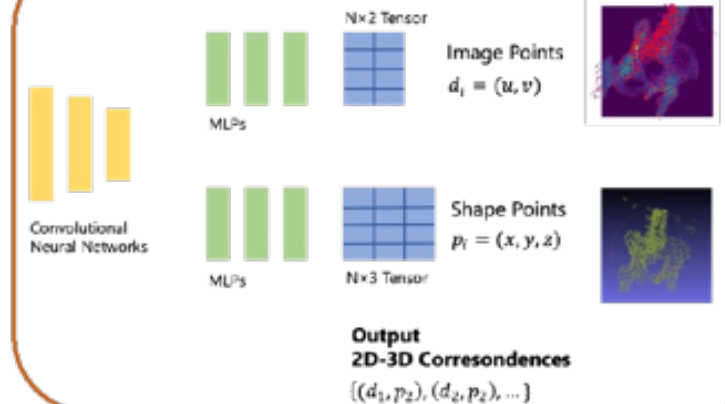 N×2 Tensor
Image Points
d_i = (u, v)
MLPs
Convolutional
Neural Networks
Shape Points
p_i = (x, y, z)
MLPs
N×3 Tensor
Output
2D-3D Corresondences
{(d_1, p_2), (d_2, p_2), ...}